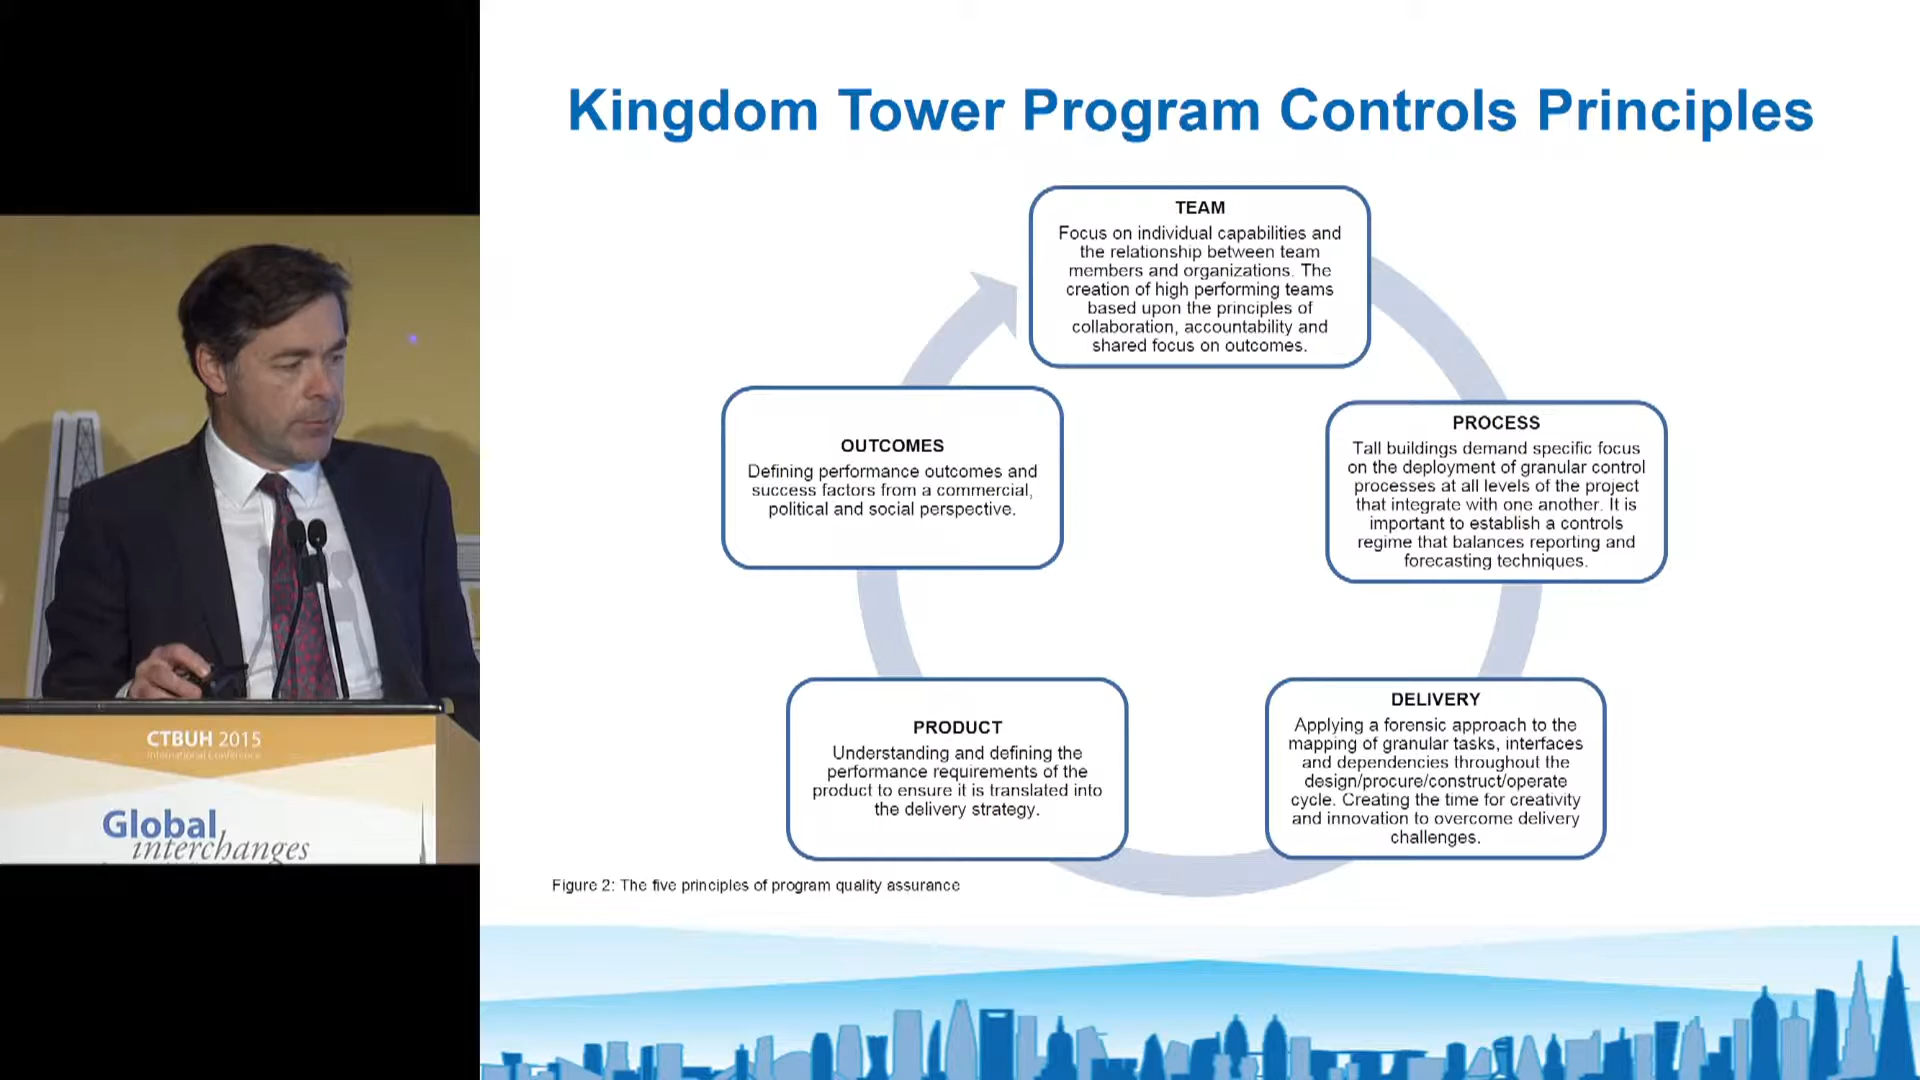 Kingdom Tower Program Controls Principles
TEAM
Focus on individual capabilities and
the relationship between team
members and organizations. The
creation of high performing teams
based upon the principles of
collaboration, accountability and
shared focus on outcomes.
PROCESS
Tall buildings demand specific focus
on the deployment of granular control
processes at all levels of the project
that integrate with one another. It is
important to establish a controls
regime that balances reporting and
forecasting techniques.
DELIVERY
Applying a forensic approach to the
mapping of granular tasks, interfaces
and dependencies throughout the
design/procure/construct/operate
cycle. Creating the time for creativity
and innovation to overcome delivery
challenges.
PRODUCT
Understanding and defining the
performance requirements of the
product to ensure it is translated into
the delivery strategy.
OUTCOMES
Defining performance outcomes and
success factors from a commercial,
political and social perspective.
Figure 2: The five principles of program quality assurance
CTBUH 2015
International Conference
Global
interchanges